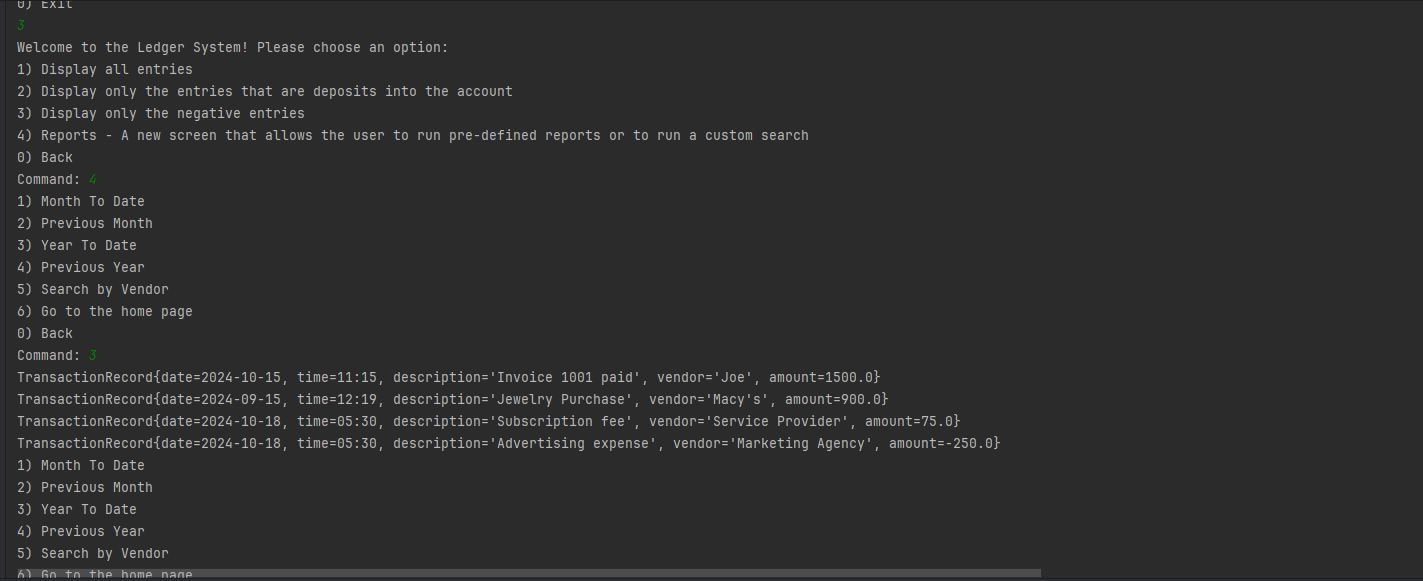 0) Exit
3
Welcome to the Ledger System! Please choose an option:
1) Display all entries
2) Display only the entries that are deposits into the account
3) Display only the negative entries
4) Reports - A new screen that allows the user to run pre-defined reports or to run a custom search
0) Back
Command: 4
1) Month To Date
2) Previous Month
3) Year To Date
4) Previous Year
5) Search by Vendor
6) Go to the home page
0) Back
Command: 3
TransactionRecord{date=2024-10-15, time=11:15, description='Invoice 1001 paid', vendor='Joe', amount=1500.0}
TransactionRecord{date=2024-09-15, time=12:19, description='Jewelry Purchase', vendor='Macy's', amount=900.0}
TransactionRecord{date=2024-10-18, time=05:30, description='Subscription fee', vendor='Service Provider', amount=75.0}
TransactionRecord{date=2024-10-18, time=05:30, description='Advertising expense', vendor='Marketing Agency', amount=-250.0}
1) Month To Date
2) Previous Month
3) Year To Date
4) Previous Year
5) Search by Vendor
6) Go to the home page